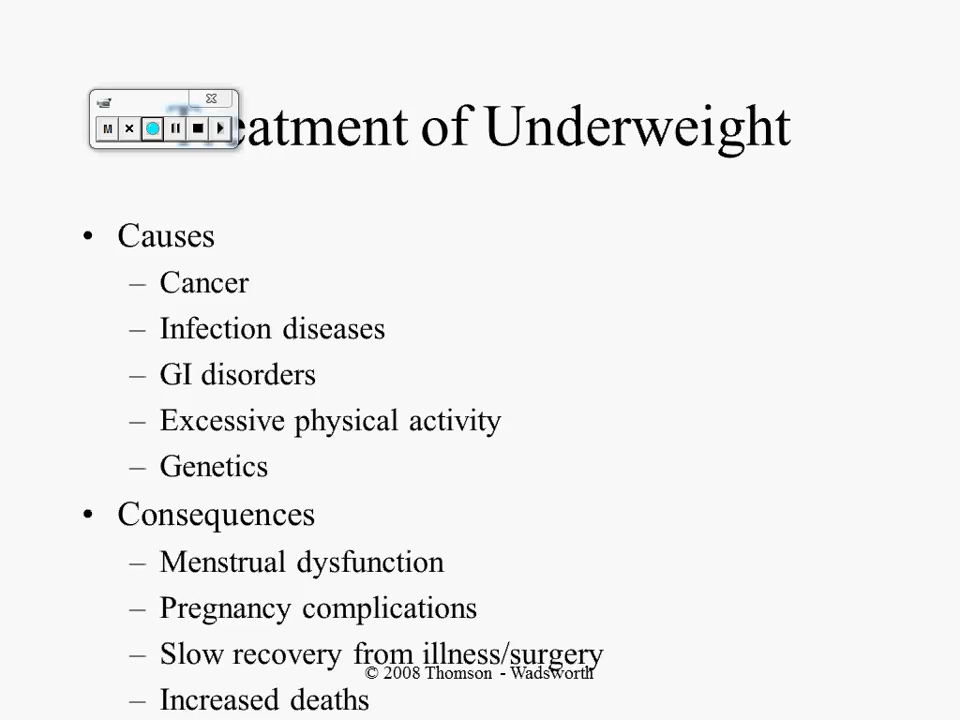 Treatment of Underweight
• Causes
– Cancer
– Infection diseases
– GI disorders
– Excessive physical activity
– Genetics
• Consequences
– Menstrual dysfunction
– Pregnancy complications
– Slow recovery from illness/surgery
© 2008 Thomson - Wadsworth
– Increased deaths